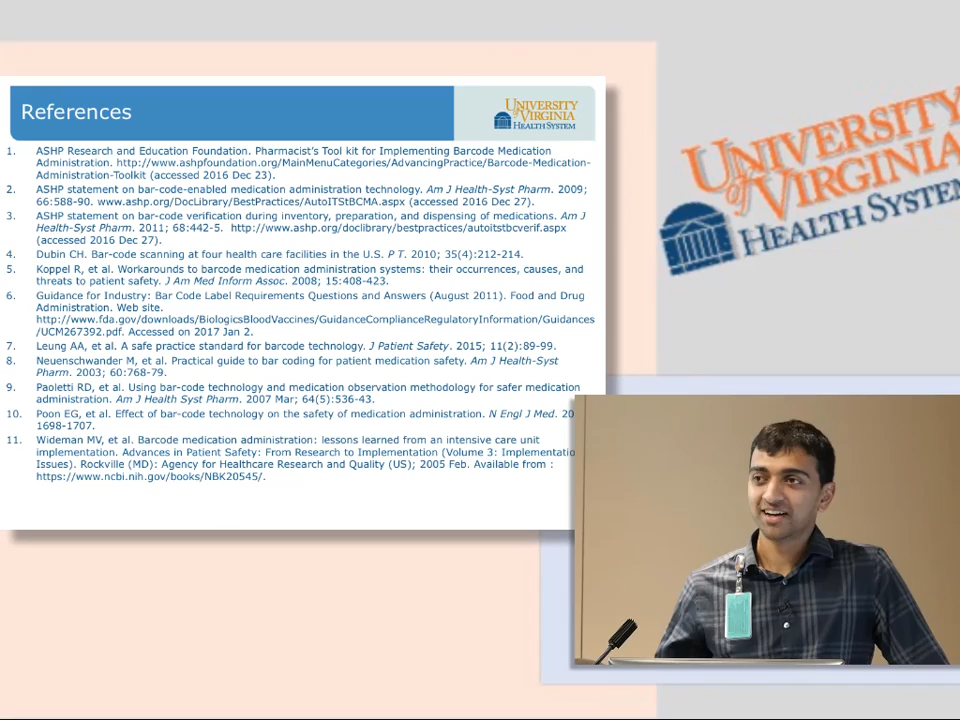 References
UNIVERSITY
of VIRGINIA
HEALTH SYSTEM
1. ASHP Research and Education Foundation. Pharmacist's Tool kit for Implementing Barcode Medication
Administration. http://www.ashpfoundation.org/MainMenuCategories/AdvancingPractice/Barcode-Medication-
Administration-Toolkit (accessed 2016 Dec 23).
2. ASHP statement on bar-code-enabled medication administration technology. Am J Health-Syst Pharm. 2009;
66:588-90. www.ashp.org/DocLibrary/BestPractices/AutoITStBCMA.aspx (accessed 2016 Dec 27).
3. ASHP statement on bar-code verification during inventory, preparation, and dispensing of medications. Am J
Health-Syst Pharm. 2011; 68:442-5. http://www.ashp.org/doclibrary/bestpractices/autoitstbcverif.aspx
(accessed 2016 Dec 27).
4. Dubin CH. Bar-code scanning at four health care facilities in the U.S. P T. 2010; 35(4):212-214.
5. Koppel R, et al. Workarounds to barcode medication administration systems: their occurrences, causes, and
threats to patient safety. J Am Med Inform Assoc. 2008; 15:408-423.
6. Guidance for Industry: Bar Code Label Requirements Questions and Answers (August 2011). Food and Drug
Administration. Web site.
http://www.fda.gov/downloads/BiologicsBloodVaccines/GuidanceComplianceRegulatoryInformation/Guidances
/UCM267392.pdf. Accessed on 2017 Jan 2.
7. Leung AA, et al. A safe practice standard for barcode technology. J Patient Safety. 2015; 11(2):89-99.
8. Neuenschwander M, et al. Practical guide to bar coding for patient medication safety. Am J Health-Syst
Pharm. 2003; 60:768-79.
9. Paoletti RD, et al. Using bar-code technology and medication observation methodology for safer medication
administration. Am J Health Syst Pharm. 2007 Mar; 64(5):536-43.
10. Poon EG, et al. Effect of bar-code technology on the safety of medication administration. N Engl J Med. 20
1698-1707.
11. Wideman MV, et al. Barcode medication administration: lessons learned from an intensive care unit
implementation. Advances in Patient Safety: From Research to Implementation (Volume 3: Implementatio
Issues). Rockville (MD): Agency for Healthcare Research and Quality (US); 2005 Feb. Available from :
https://www.ncbi.nih.gov/books/NBK20545/.
UNIVERSITY
of VIRGINIA
HEALTH SYSTEM